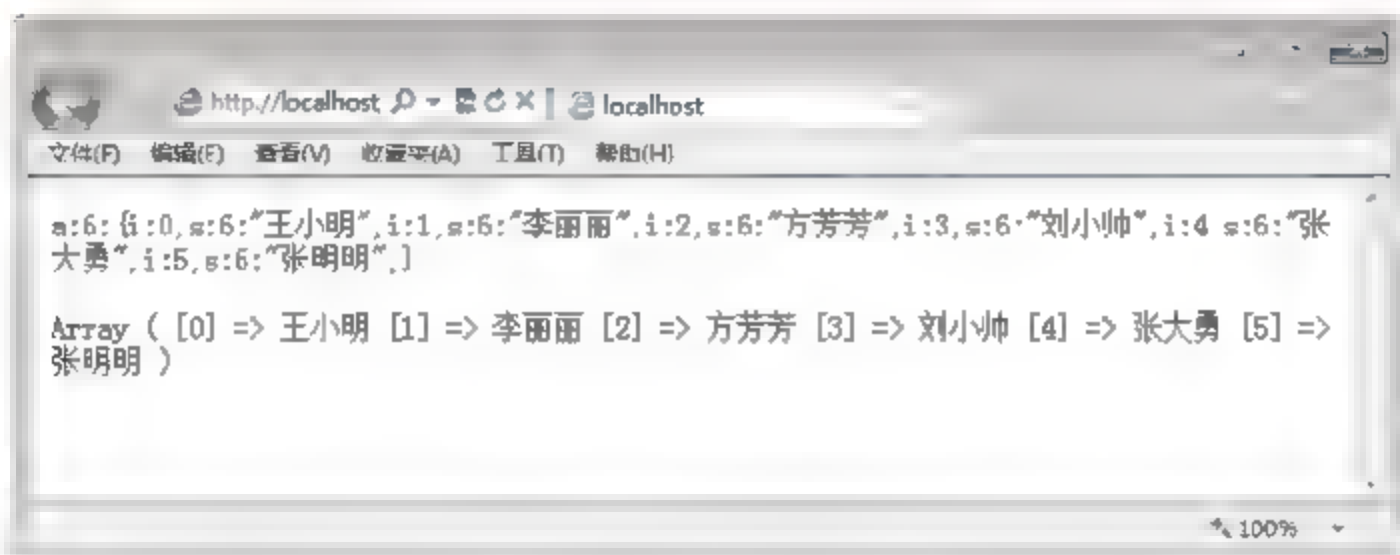 http://localhost localhost
文件(F) 编辑(E) 查看(V) 收藏夹(A) 工具(T) 帮助(H)
a:6:{i:0,s:6:"王小明",i:1,s:6:"李丽丽",i:2,s:6:"方芳芳",i:3,s:6:"刘小帅",i:4 s:6:"张
大勇",i:5,s:6:"张明明",]
Array ( [0] => 王小明 [1] => 李丽丽 [2] => 方芳芳 [3] => 刘小帅 [4] => 张大勇 [5] =>
张明明 )
100%